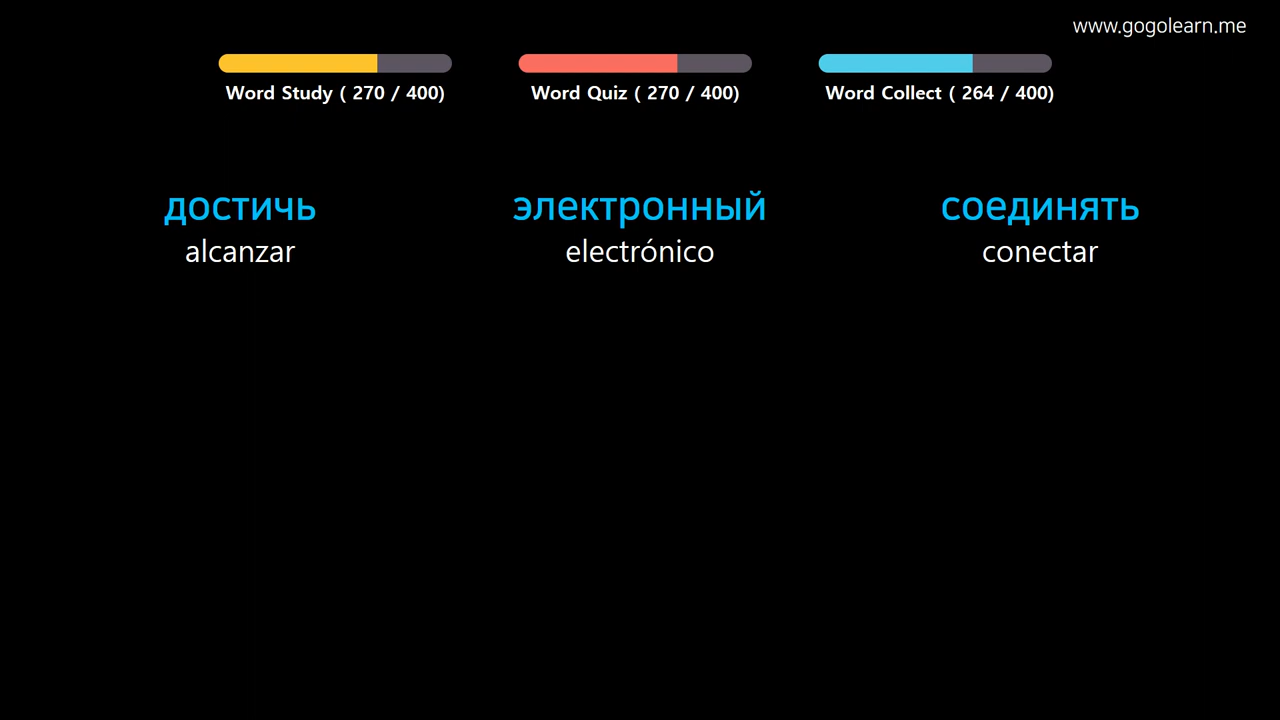 www.gogolearn.me
Word Study ( 270 / 400)
Word Quiz ( 270 / 400)
Word Collect ( 264 / 400)
достичь
alcanzar
электронный
electrónico
соединять
conectar